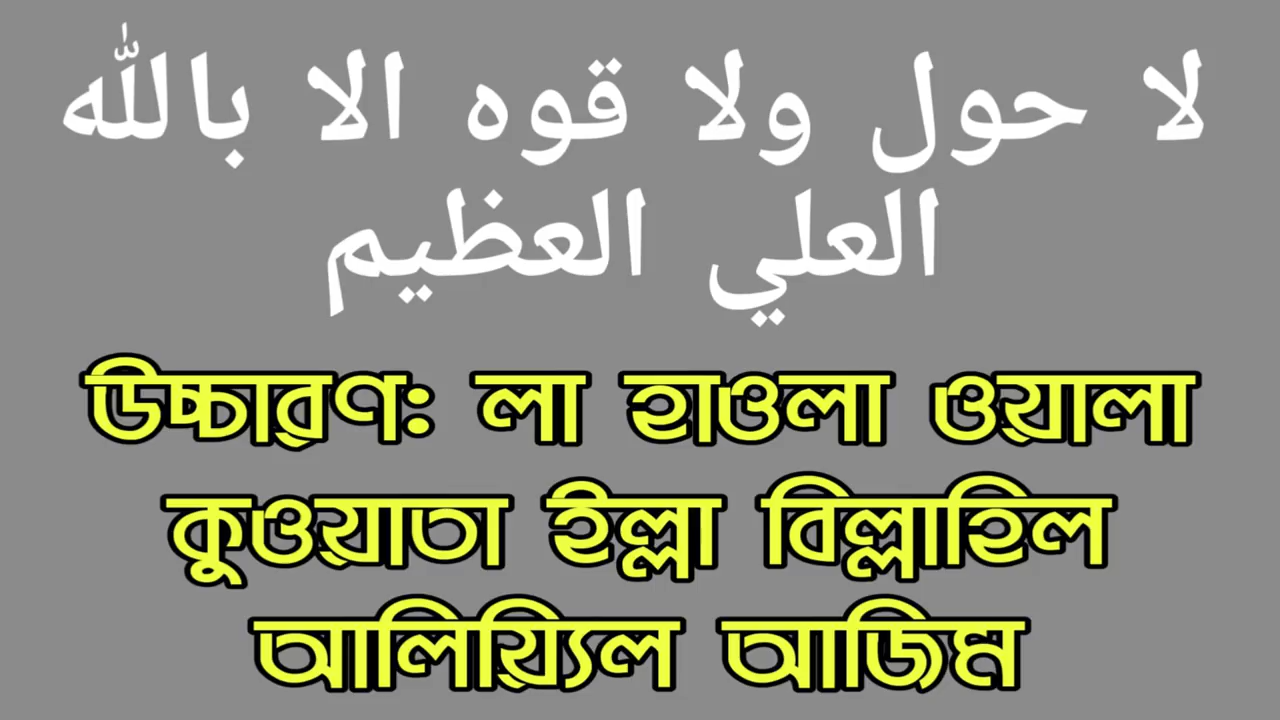 لا حول ولا قوه الا بالله
العلي العظيم
উচ্চারণঃ লা হাওলা ওয়ালা
কুওয়াতা ইল্লা বিল্লাহিল
আলিয়্যিল আজিম